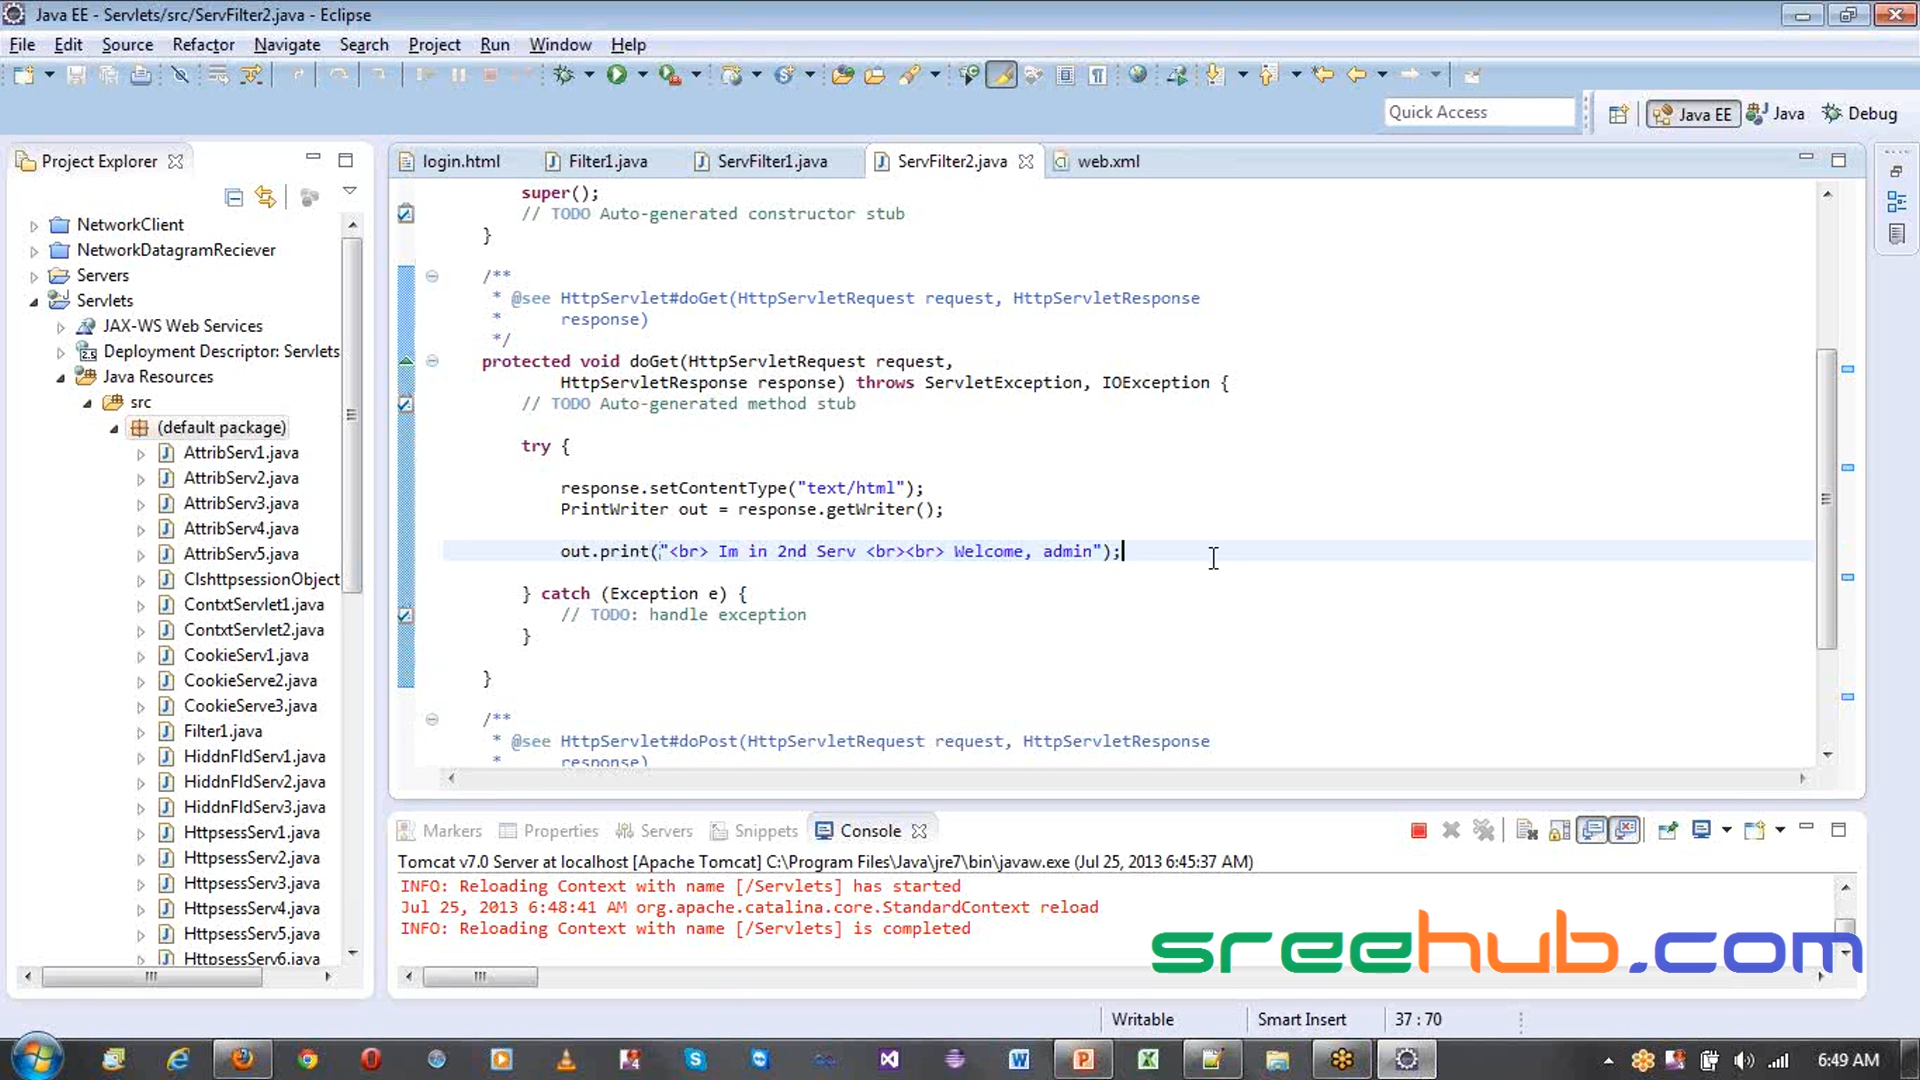 Java EE - Servlets/src/ServFilter2.java - Eclipse
File Edit Source Refactor Navigate Search Project Run Window Help
Quick Access
Java EE
Java
Debug
Project Explorer
NetworkClient
NetworkDatagramReciever
Servers
Servlets
JAX-WS Web Services
Deployment Descriptor: Servlets
Java Resources
src
(default package)
AttribServ1.java
AttribServ2.java
AttribServ3.java
AttribServ4.java
AttribServ5.java
ClshttpsessionObject
ContxtServlet1.java
ContxtServlet2.java
CookieServ1.java
CookieServe2.java
CookieServe3.java
Filter1.java
HiddnFldServ1.java
HiddnFldServ2.java
HiddnFldServ3.java
HttpsessServ1.java
HttpsessServ2.java
HttpsessServ3.java
HttpsessServ4.java
HttpsessServ5.java
HttpsessServ6.java
login.html
Filter1.java
ServFilter1.java
ServFilter2.java
web.xml
super();
// TODO Auto-generated constructor stub
}
/**
* @see HttpServlet#doGet(HttpServletRequest request, HttpServletResponse
* response)
*/
protected void doGet(HttpServletRequest request,
HttpServletResponse response) throws ServletException, IOException {
// TODO Auto-generated method stub
try {
response.setContentType("text/html");
PrintWriter out = response.getWriter();
out.print("<br> Im in 2nd Serv <br><br> Welcome, admin");
} catch (Exception e) {
// TODO: handle exception
}
}
/**
* @see HttpServlet#doPost(HttpServletRequest request, HttpServletResponse
* response)
Markers
Properties
Servers
Snippets
Console
Tomcat v7.0 Server at localhost [Apache Tomcat] C:\Program Files\Java\jre7\bin\javaw.exe (Jul 25, 2013 6:45:37 AM)
INFO: Reloading Context with name [/Servlets] has started
Jul 25, 2013 6:48:41 AM org.apache.catalina.core.StandardContext reload
INFO: Reloading Context with name [/Servlets] is completed
sreehub.com
Writable
Smart Insert
37 : 70
6:49 AM